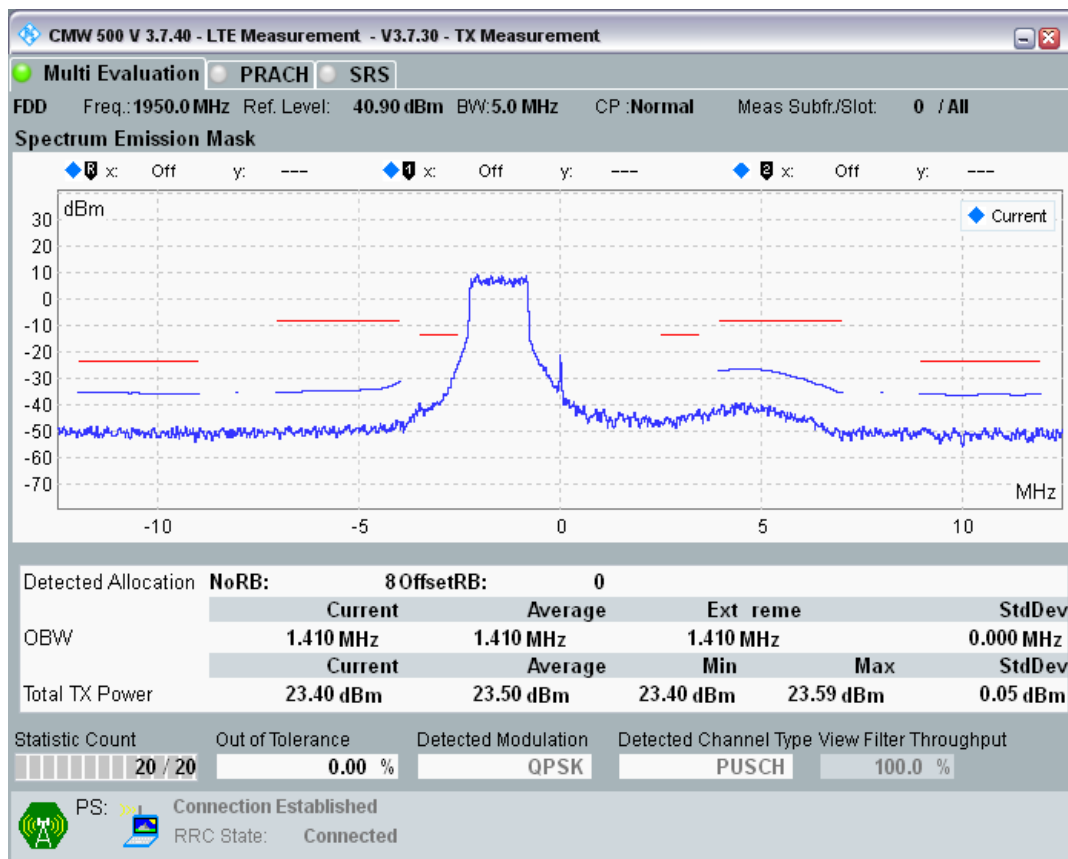 CMW 500 V 3.7.40 - LTE Measurement - V3.7.30 - TX Measurement
Multi Evaluation PRACH SRS
FDD Freq.: 1950.0 MHz Ref. Level: 40.90 dBm BW: 5.0 MHz CP : Normal Meas Subfr./Slot: 0 / All
Spectrum Emission Mask
R x: Off y: --- 1 x: Off y: --- 2 x: Off y: ---
dBm
Current
30
20
10
0
-10
-20
-30
-40
-50
-60
-70
MHz
-10 -5 0 5 10
Detected Allocation NoRB: 8 OffsetRB: 0
Current Average Ext reme StdDev
OBW 1.410 MHz 1.410 MHz 1.410 MHz 0.000 MHz
Current Average Min Max StdDev
Total TX Power 23.40 dBm 23.50 dBm 23.40 dBm 23.59 dBm 0.05 dBm
Statistic Count Out of Tolerance Detected Modulation Detected Channel Type View Filter Throughput
20 / 20 0.00 % QPSK PUSCH 100.0 %
PS: Connection Established
RRC State: Connected